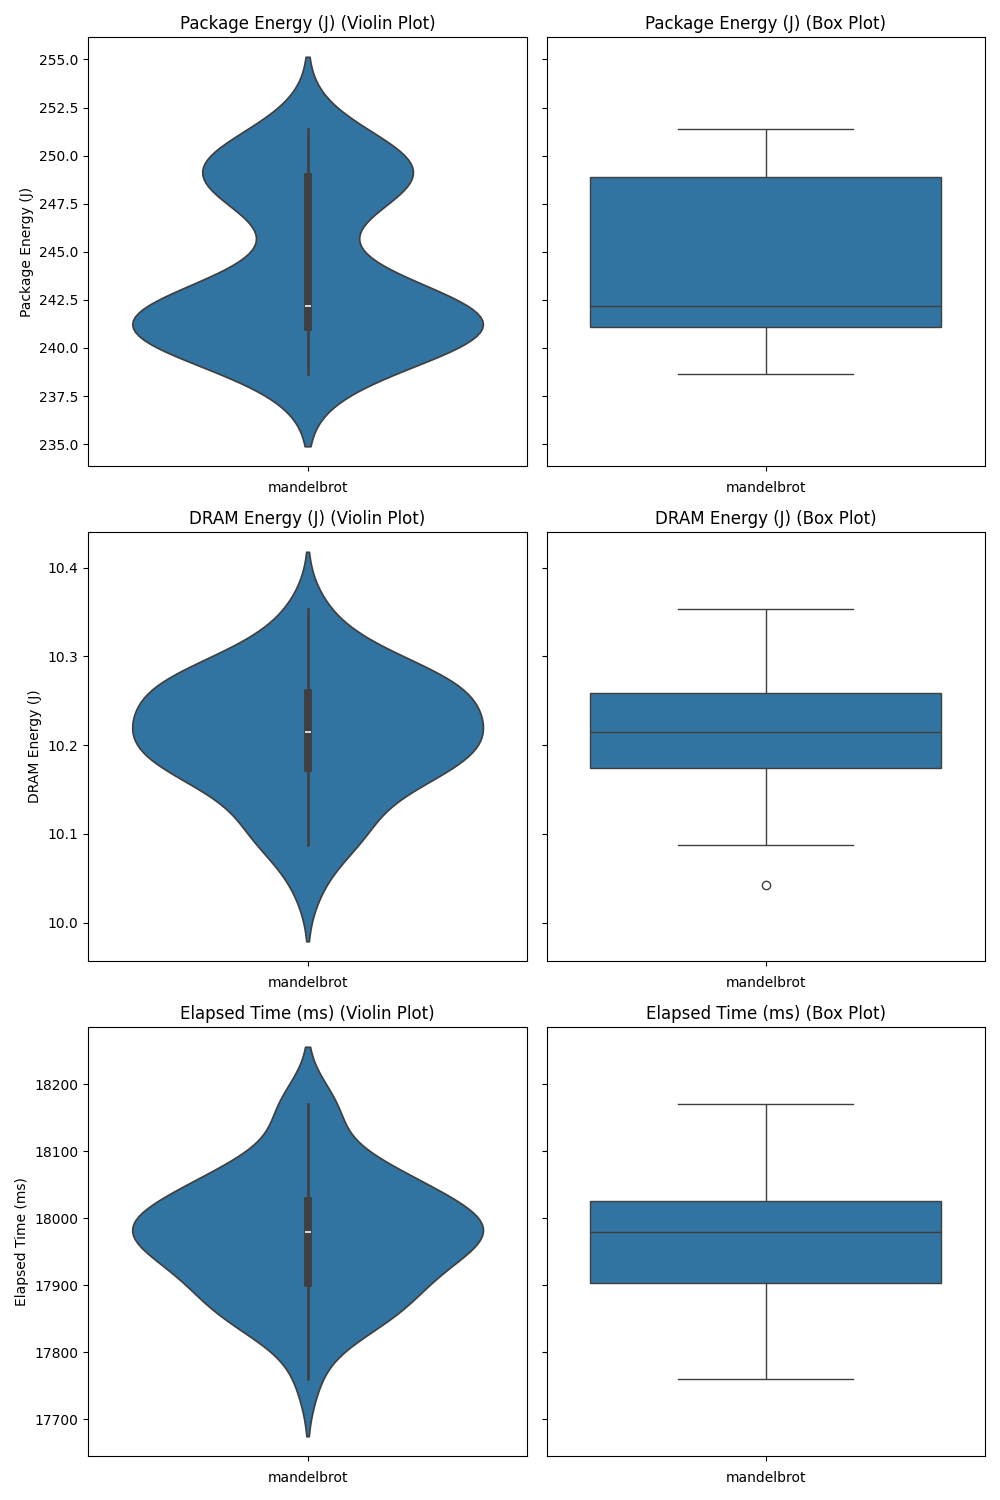 Package Energy (J) (Violin Plot)
Package Energy (J) (Box Plot)
Package Energy (J)
255.0
252.5
250.0
247.5
245.0
242.5
240.0
237.5
235.0
mandelbrot
mandelbrot
DRAM Energy (J) (Violin Plot)
DRAM Energy (J) (Box Plot)
DRAM Energy (J)
10.4
10.3
10.2
10.1
10.0
mandelbrot
mandelbrot
Elapsed Time (ms) (Violin Plot)
Elapsed Time (ms) (Box Plot)
Elapsed Time (ms)
18200
18100
18000
17900
17800
17700
mandelbrot
mandelbrot